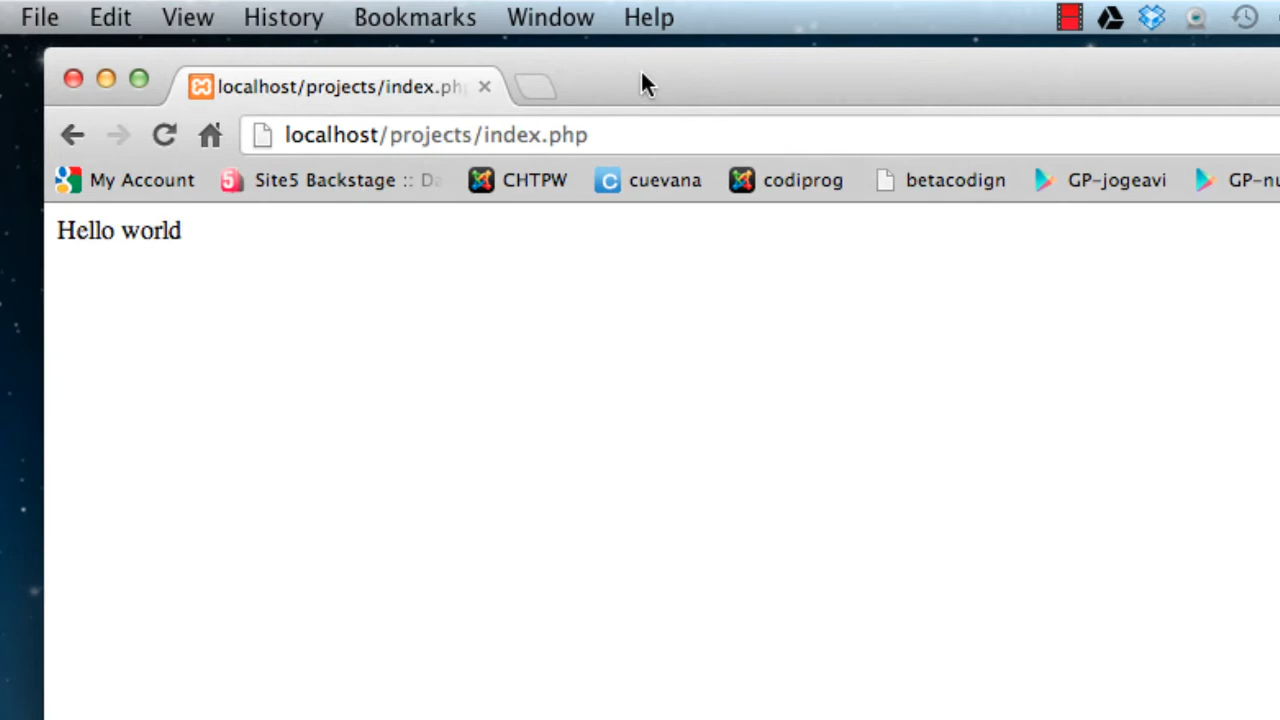 File Edit View History Bookmarks Window Help
localhost/projects/index.ph
localhost/projects/index.php
My Account 5 Site5 Backstage :: Da CHTPW C cuevana codiprog betacodign GP-jogeavi GP-nu
Hello world